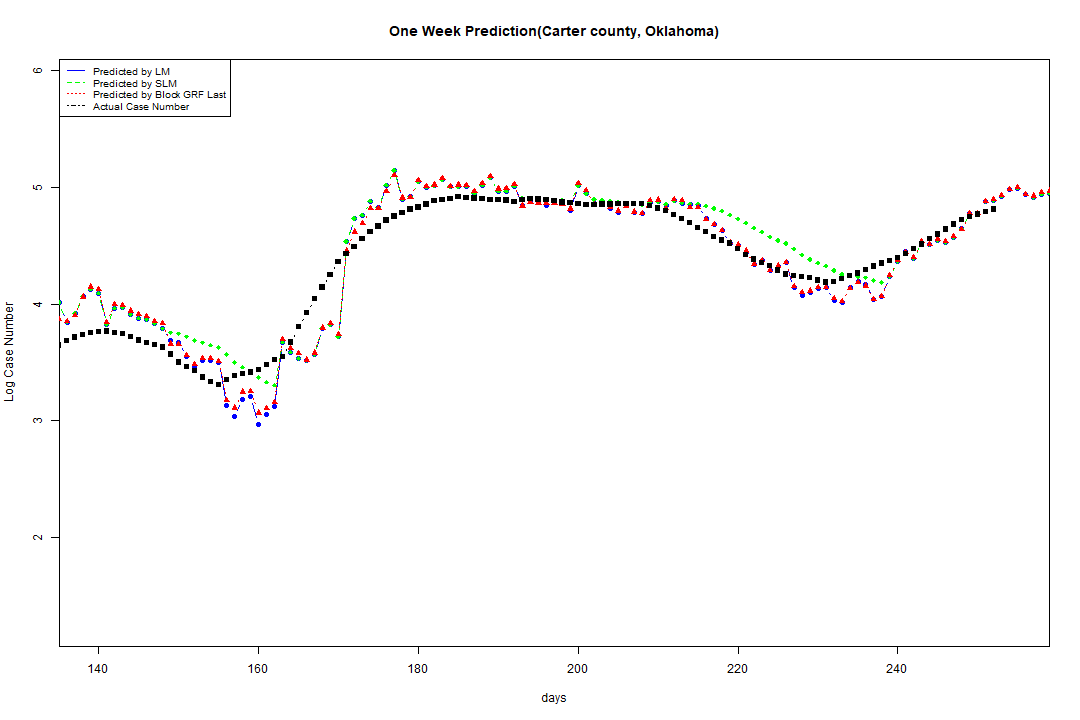 One Week Prediction(Carter county, Oklahoma)
Predicted by LM
Predicted by SLM
Predicted by Block GRF Last
Actual Case Number
6
5
4
3
2
Log Case Number
140 160 180 200 220 240
days